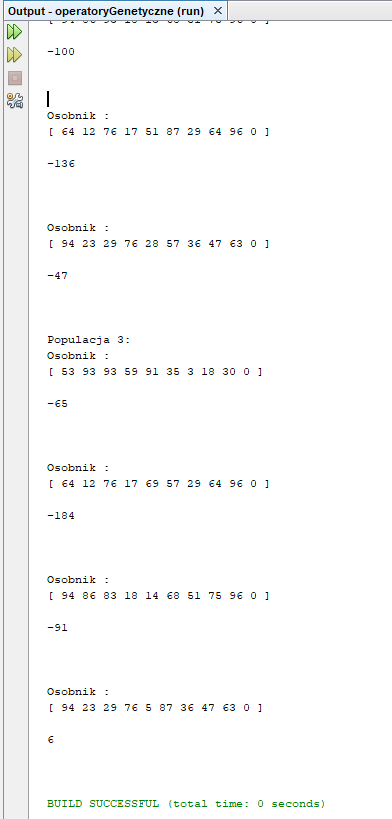 Output - operatoryGenetyczne (run) ×
-100
Osobnik :
[ 64 12 76 17 51 87 29 64 96 0 ]
-136
Osobnik :
[ 94 23 29 76 28 57 36 47 63 0 ]
-47
Populacja 3:
Osobnik :
[ 53 93 93 59 91 35 3 18 30 0 ]
-65
Osobnik :
[ 64 12 76 17 69 57 29 64 96 0 ]
-184
Osobnik :
[ 94 86 83 18 14 68 51 75 96 0 ]
-91
Osobnik :
[ 94 23 29 76 5 87 36 47 63 0 ]
6
BUILD SUCCESSFUL (total time: 0 seconds)